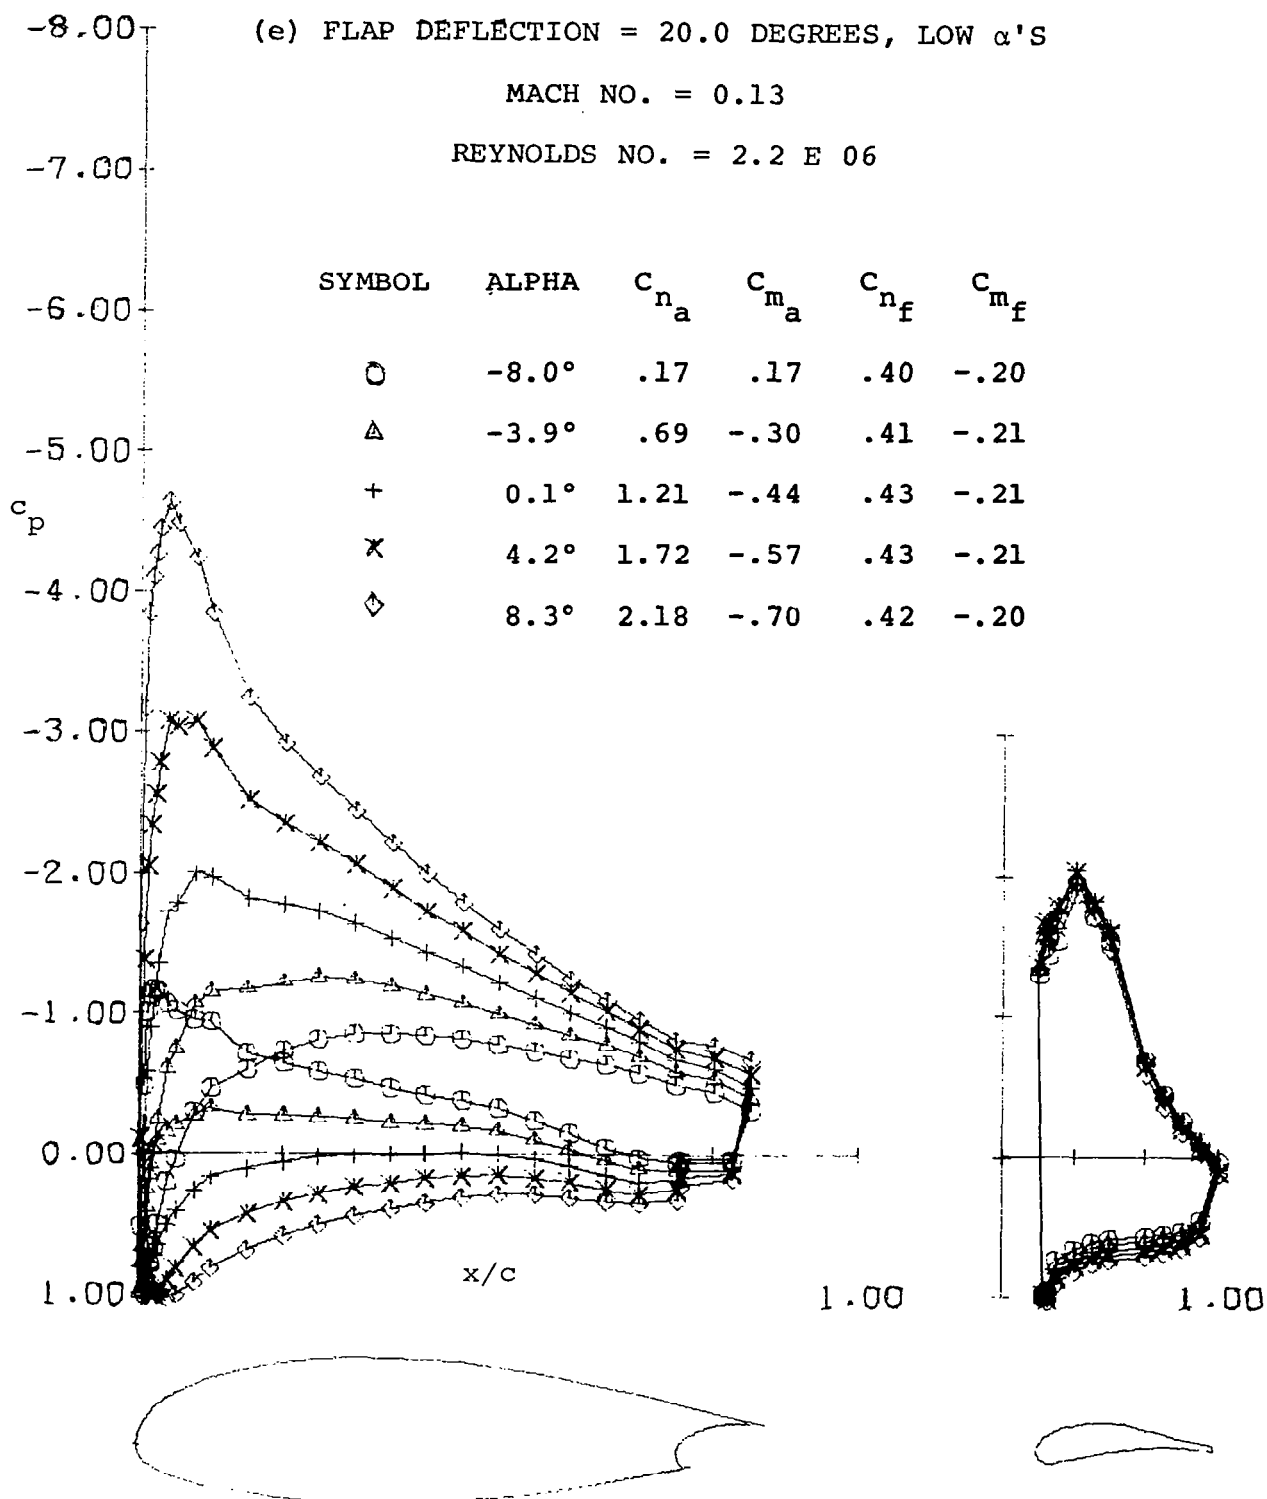 (e) FLAP DEFLECTION = 20.0 DEGREES, LOW α'S
MACH NO. = 0.13
REYNOLDS NO. = 2.2 E 06
SYMBOL ALPHA Cna Cma Cnf Cmf
-8.0° .17 .17 .40 -.20
-3.9° .69 -.30 .41 -.21
0.1° 1.21 -.44 .43 -.21
4.2° 1.72 -.57 .43 -.21
8.3° 2.18 -.70 .42 -.20
-8.00
-7.00
-6.00
-5.00
cp
-4.00
-3.00
-2.00
-1.00
0.00
1.00
x/c
1.00
1.00